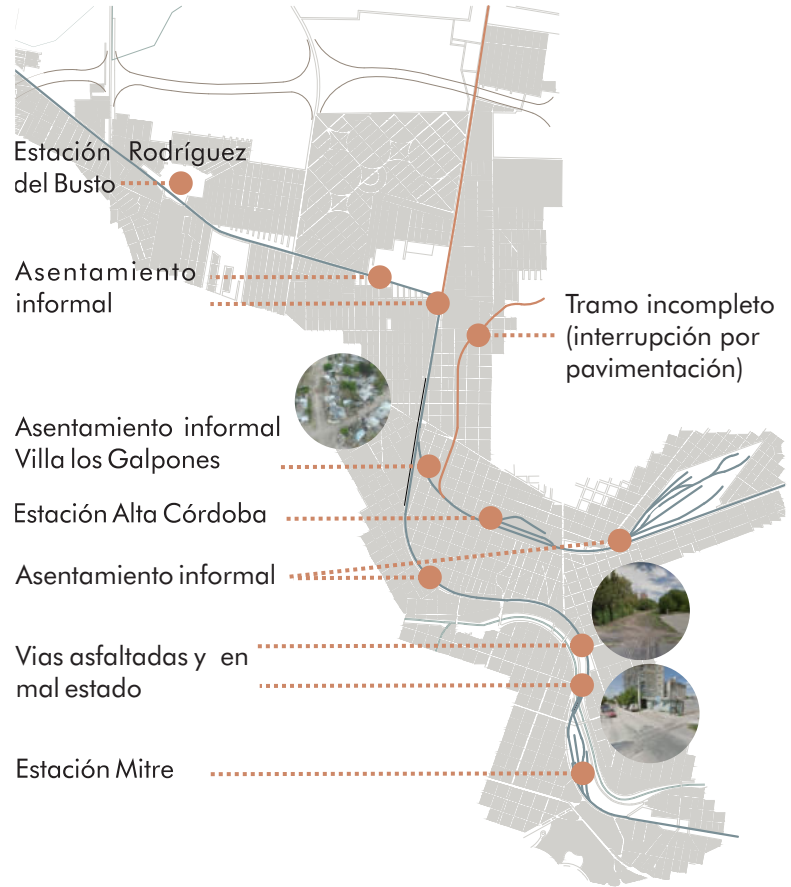 Estación Rodríguez
del Busto
Asentamiento
informal
Tramo incompleto
(interrupción por
pavimentación)
Asentamiento informal
Villa los Galpones
Estación Alta Córdoba
Asentamiento informal
Vias asfaltadas y en
mal estado
Estación Mitre